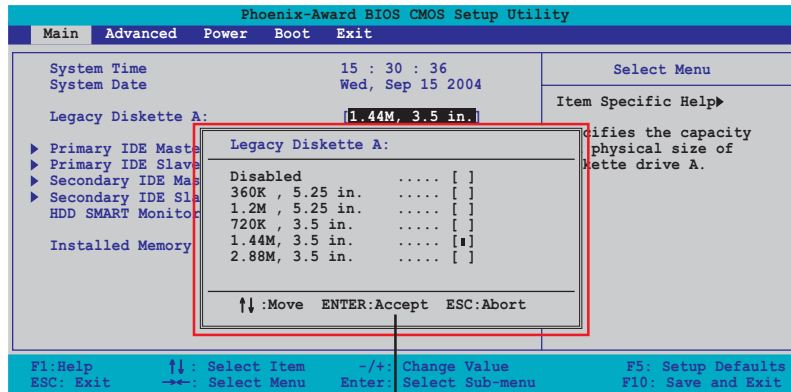 Phoenix-Award BIOS CMOS Setup Utility
Main Advanced Power Boot Exit
System Time 15 : 30 : 36
System Date Wed, Sep 15 2004
Legacy Diskette A: [1.44M, 3.5 in.]
Primary IDE Maste
Primary IDE Slave
Secondary IDE Mas
Secondary IDE Sla
HDD SMART Monitor
Installed Memory
Select Menu
Item Specific Help▶
cifies the capacity
physical size of
kette drive A.
Legacy Diskette A:
Disabled ..... [ ]
360K , 5.25 in. ..... [ ]
1.2M , 5.25 in. ..... [ ]
720K , 3.5 in. ..... [ ]
1.44M, 3.5 in. ..... [▮]
2.88M, 3.5 in. ..... [ ]
↑↓ :Move ENTER:Accept ESC:Abort
F1:Help ↑↓ : Select Item -/+: Change Value F5: Setup Defaults
ESC: Exit →←: Select Menu Enter: Select Sub-menu F10: Save and Exit